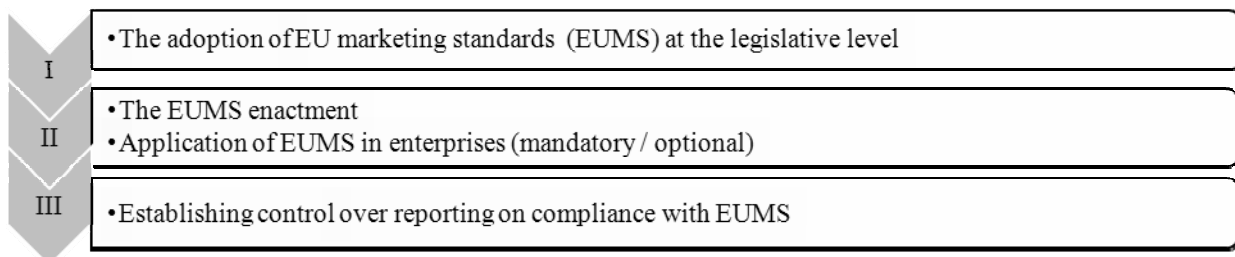 I
•The adoption of EU marketing standards (EUMS) at the legislative level
II
•The EUMS enactment
•Application of EUMS in enterprises (mandatory / optional)
III
•Establishing control over reporting on compliance with EUMS